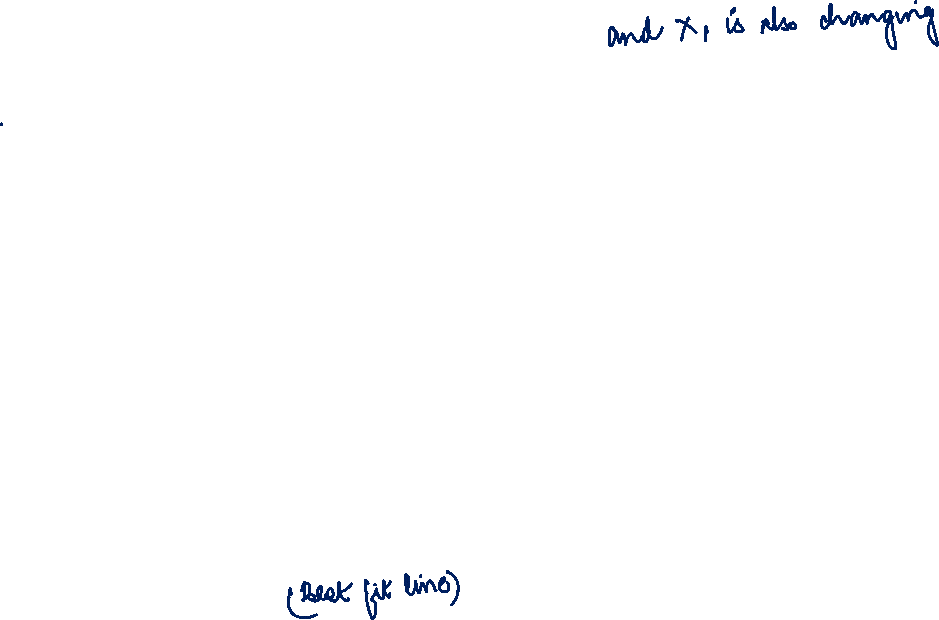 and x₁ is also changing
(Best fit line)